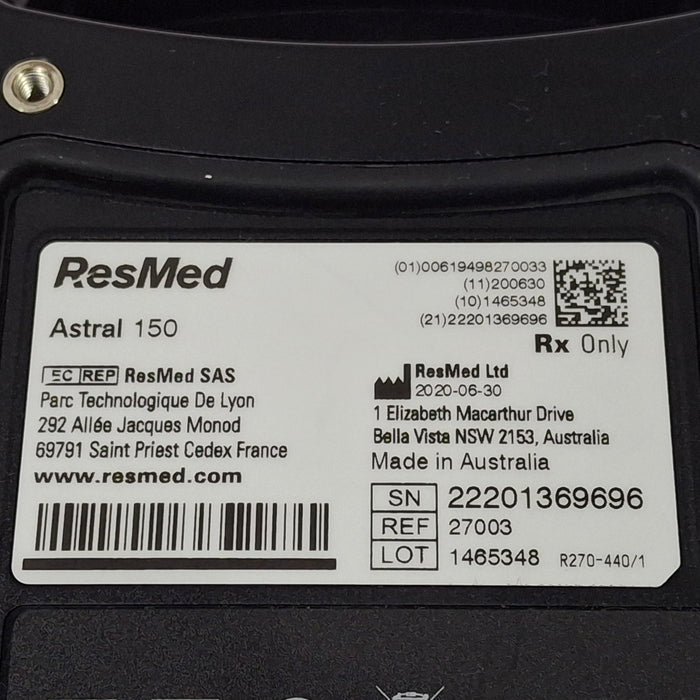 ResMed
Astral 150
EC REP ResMed SAS
Parc Technologique De Lyon
292 Allée Jacques Monod
69791 Saint Priest Cedex France
www.resmed.com
(01)00619498270033
(11)200630
(10)1465348
(21)22201369696
Rx Only
ResMed Ltd
2020-06-30
1 Elizabeth Macarthur Drive
Bella Vista NSW 2153, Australia
Made in Australia
SN 22201369696
REF 27003
LOT 1465348 R270-440/1